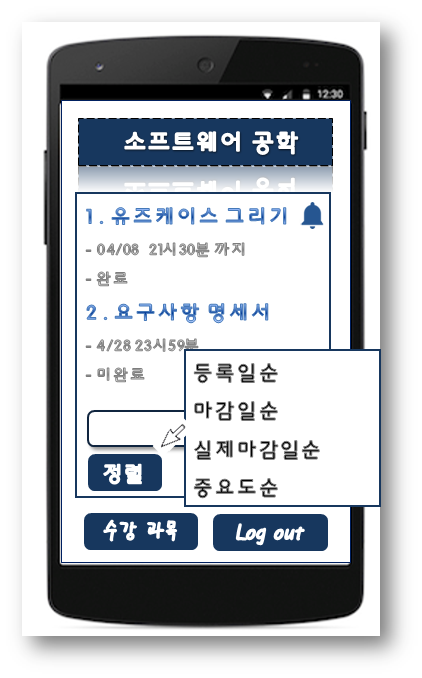 12:30
소프트웨어 공학
1. 유즈케이스 그리기
- 04/08 21시30분 까지
- 완료
2. 요구사항 명세서
- 4/28 23시59분
- 미완료
등록일순
마감일순
실제마감일순
중요도순
정렬
수강 과목
Log out